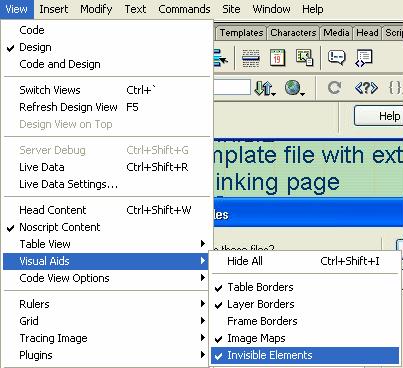 View Insert Modify Text Commands Site Window Help
Code
Design
Code and Design
Switch Views Ctrl+`
Refresh Design View F5
Design View on Top
Server Debug Ctrl+Shift+G
Live Data Ctrl+Shift+R
Live Data Settings...
Head Content Ctrl+Shift+W
Noscript Content
Table View
Visual Aids
Code View Options
Rulers
Grid
Tracing Image
Plugins
Hide All Ctrl+Shift+I
Table Borders
Layer Borders
Frame Borders
Image Maps
Invisible Elements
Templates Characters Media Head Scri
Help
mplate file with ext
inking page
les
these files?